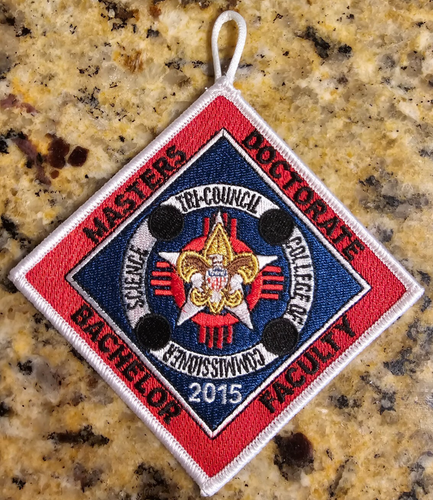 MASTERS
DOCTORATE
TRI-COUNCIL
COLLEGE OF
COMMISSIONER
SCIENCE
BACHELOR
FACULTY
2015